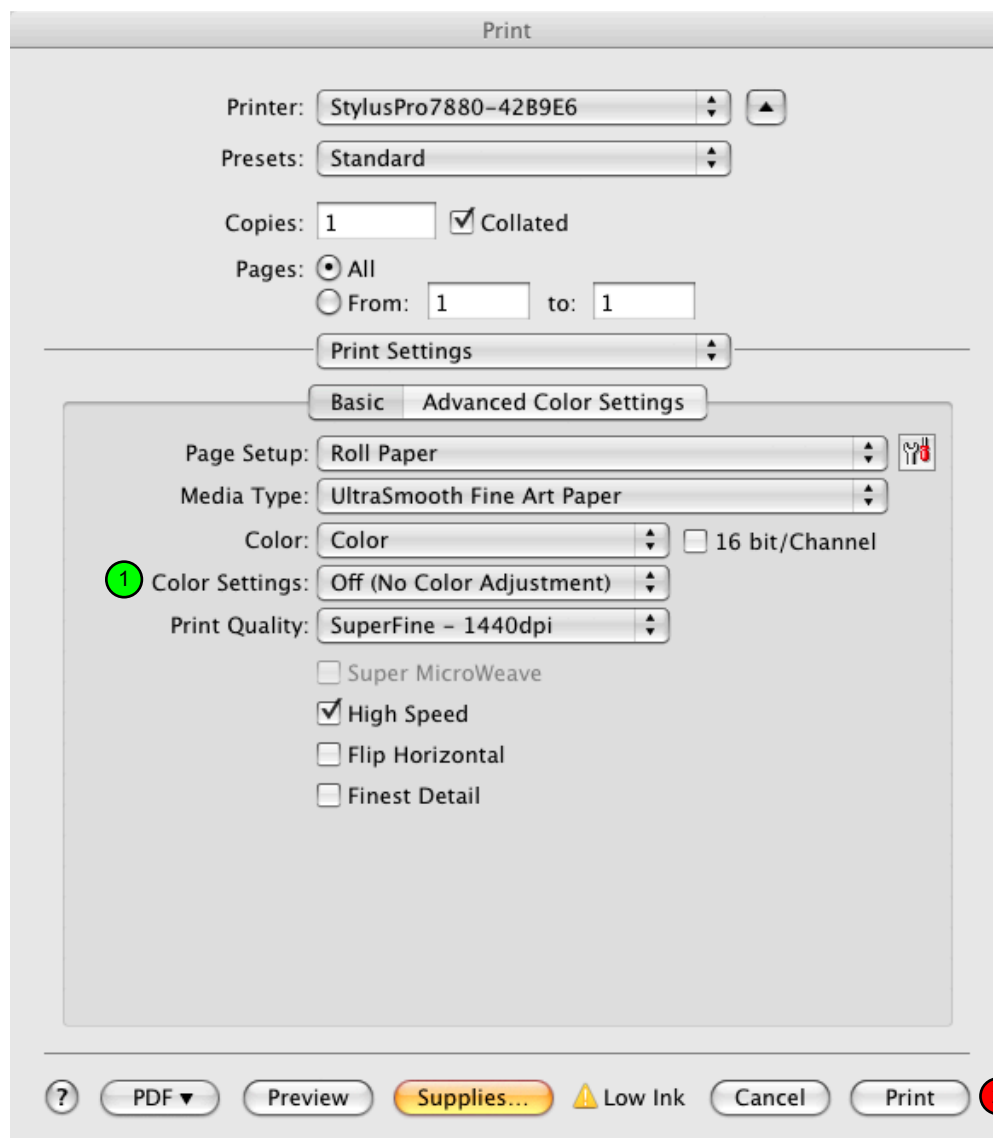 Print
Printer: StylusPro7880-42B9E6
Presets: Standard
Copies: 1 Collated
Pages: All
From: 1 to: 1
Print Settings
Basic Advanced Color Settings
Page Setup: Roll Paper
Media Type: UltraSmooth Fine Art Paper
Color: Color 16 bit/Channel
1 Color Settings: Off (No Color Adjustment)
Print Quality: SuperFine – 1440dpi
Super MicroWeave
High Speed
Flip Horizontal
Finest Detail
? PDF ▼ Preview Supplies... Low Ink Cancel Print